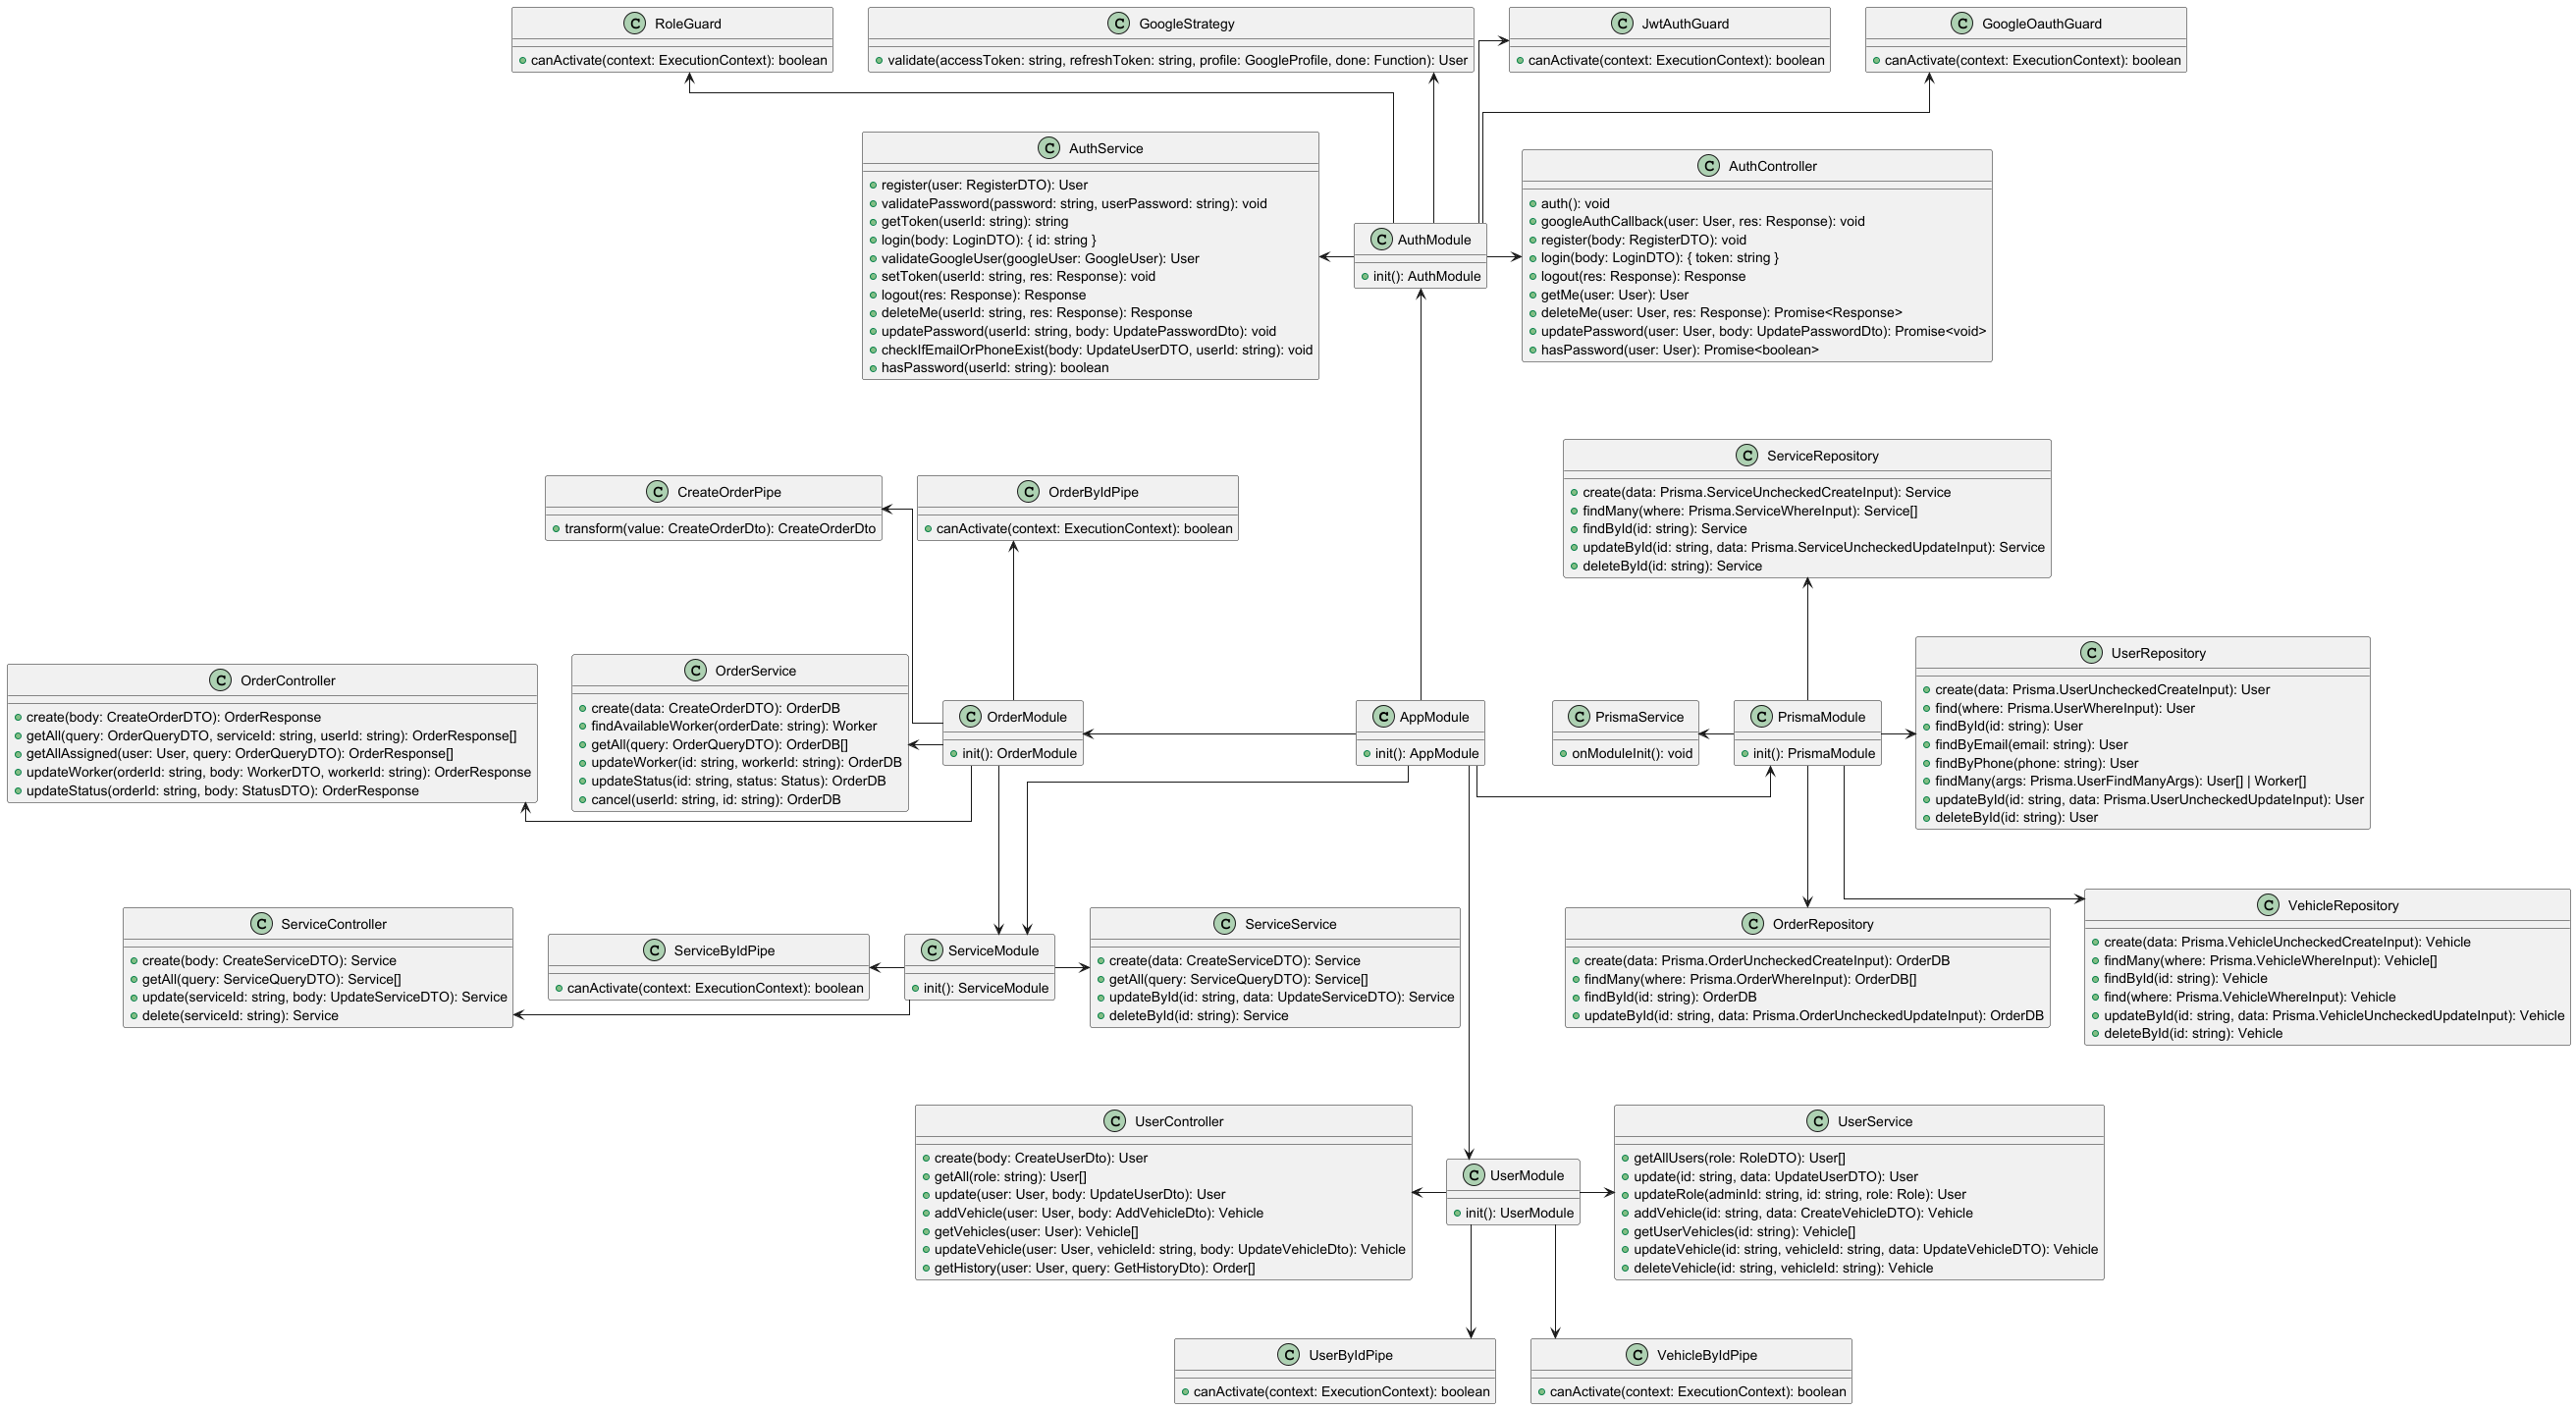 RoleGuard
canActivate(context: ExecutionContext): boolean
GoogleStrategy
validate(accessToken: string, refreshToken: string, profile: GoogleProfile, done: Function): User
JwtAuthGuard
canActivate(context: ExecutionContext): boolean
GoogleOauthGuard
canActivate(context: ExecutionContext): boolean
AuthService
register(user: RegisterDTO): User
validatePassword(password: string, userPassword: string): void
getToken(userId: string): string
login(body: LoginDTO): { id: string }
validateGoogleUser(googleUser: GoogleUser): User
setToken(userId: string, res: Response): void
logout(res: Response): Response
deleteMe(userId: string, res: Response): Response
updatePassword(userId: string, body: UpdatePasswordDto): void
checkIfEmailOrPhoneExist(body: UpdateUserDTO, userId: string): void
hasPassword(userId: string): boolean
AuthModule
init(): AuthModule
AuthController
auth(): void
googleAuthCallback(user: User, res: Response): void
register(body: RegisterDTO): void
login(body: LoginDTO): { token: string }
logout(res: Response): Response
getMe(user: User): User
deleteMe(user: User, res: Response): Promise<Response>
updatePassword(user: User, body: UpdatePasswordDto): Promise<void>
hasPassword(user: User): Promise<boolean>
CreateOrderPipe
transform(value: CreateOrderDto): CreateOrderDto
OrderByIdPipe
canActivate(context: ExecutionContext): boolean
ServiceRepository
create(data: Prisma.ServiceUncheckedCreateInput): Service
findMany(where: Prisma.ServiceWhereInput): Service[]
findById(id: string): Service
updateById(id: string, data: Prisma.ServiceUncheckedUpdateInput): Service
deleteById(id: string): Service
OrderController
create(body: CreateOrderDTO): OrderResponse
getAll(query: OrderQueryDTO, serviceId: string, userId: string): OrderResponse[]
getAllAssigned(user: User, query: OrderQueryDTO): OrderResponse[]
updateWorker(orderId: string, body: WorkerDTO, workerId: string): OrderResponse
updateStatus(orderId: string, body: StatusDTO): OrderResponse
OrderService
create(data: CreateOrderDTO): OrderDB
findAvailableWorker(orderDate: string): Worker
getAll(query: OrderQueryDTO): OrderDB[]
updateWorker(id: string, workerId: string): OrderDB
updateStatus(id: string, status: Status): OrderDB
cancel(userId: string, id: string): OrderDB
OrderModule
init(): OrderModule
AppModule
init(): AppModule
PrismaService
onModuleInit(): void
PrismaModule
init(): PrismaModule
UserRepository
create(data: Prisma.UserUncheckedCreateInput): User
find(where: Prisma.UserWhereInput): User
findById(id: string): User
findByEmail(email: string): User
findByPhone(phone: string): User
findMany(args: Prisma.UserFindManyArgs): User[] | Worker[]
updateById(id: string, data: Prisma.UserUncheckedUpdateInput): User
deleteById(id: string): User
ServiceController
create(body: CreateServiceDTO): Service
getAll(query: ServiceQueryDTO): Service[]
update(serviceId: string, body: UpdateServiceDTO): Service
delete(serviceId: string): Service
ServiceByIdPipe
canActivate(context: ExecutionContext): boolean
ServiceModule
init(): ServiceModule
ServiceService
create(data: CreateServiceDTO): Service
getAll(query: ServiceQueryDTO): Service[]
updateById(id: string, data: UpdateServiceDTO): Service
deleteById(id: string): Service
OrderRepository
create(data: Prisma.OrderUncheckedCreateInput): OrderDB
findMany(where: Prisma.OrderWhereInput): OrderDB[]
findById(id: string): OrderDB
updateById(id: string, data: Prisma.OrderUncheckedUpdateInput): OrderDB
VehicleRepository
create(data: Prisma.VehicleUncheckedCreateInput): Vehicle
findMany(where: Prisma.VehicleWhereInput): Vehicle[]
findById(id: string): Vehicle
find(where: Prisma.VehicleWhereInput): Vehicle
updateById(id: string, data: Prisma.VehicleUncheckedUpdateInput): Vehicle
deleteById(id: string): Vehicle
UserController
create(body: CreateUserDto): User
getAll(role: string): User[]
update(user: User, body: UpdateUserDto): User
addVehicle(user: User, body: AddVehicleDto): Vehicle
getVehicles(user: User): Vehicle[]
updateVehicle(user: User, vehicleId: string, body: UpdateVehicleDto): Vehicle
getHistory(user: User, query: GetHistoryDto): Order[]
UserModule
init(): UserModule
UserService
getAllUsers(role: RoleDTO): User[]
update(id: string, data: UpdateUserDTO): User
updateRole(adminId: string, id: string, role: Role): User
addVehicle(id: string, data: CreateVehicleDTO): Vehicle
getUserVehicles(id: string): Vehicle[]
updateVehicle(id: string, vehicleId: string, data: UpdateVehicleDTO): Vehicle
deleteVehicle(id: string, vehicleId: string): Vehicle
UserByIdPipe
canActivate(context: ExecutionContext): boolean
VehicleByIdPipe
canActivate(context: ExecutionContext): boolean